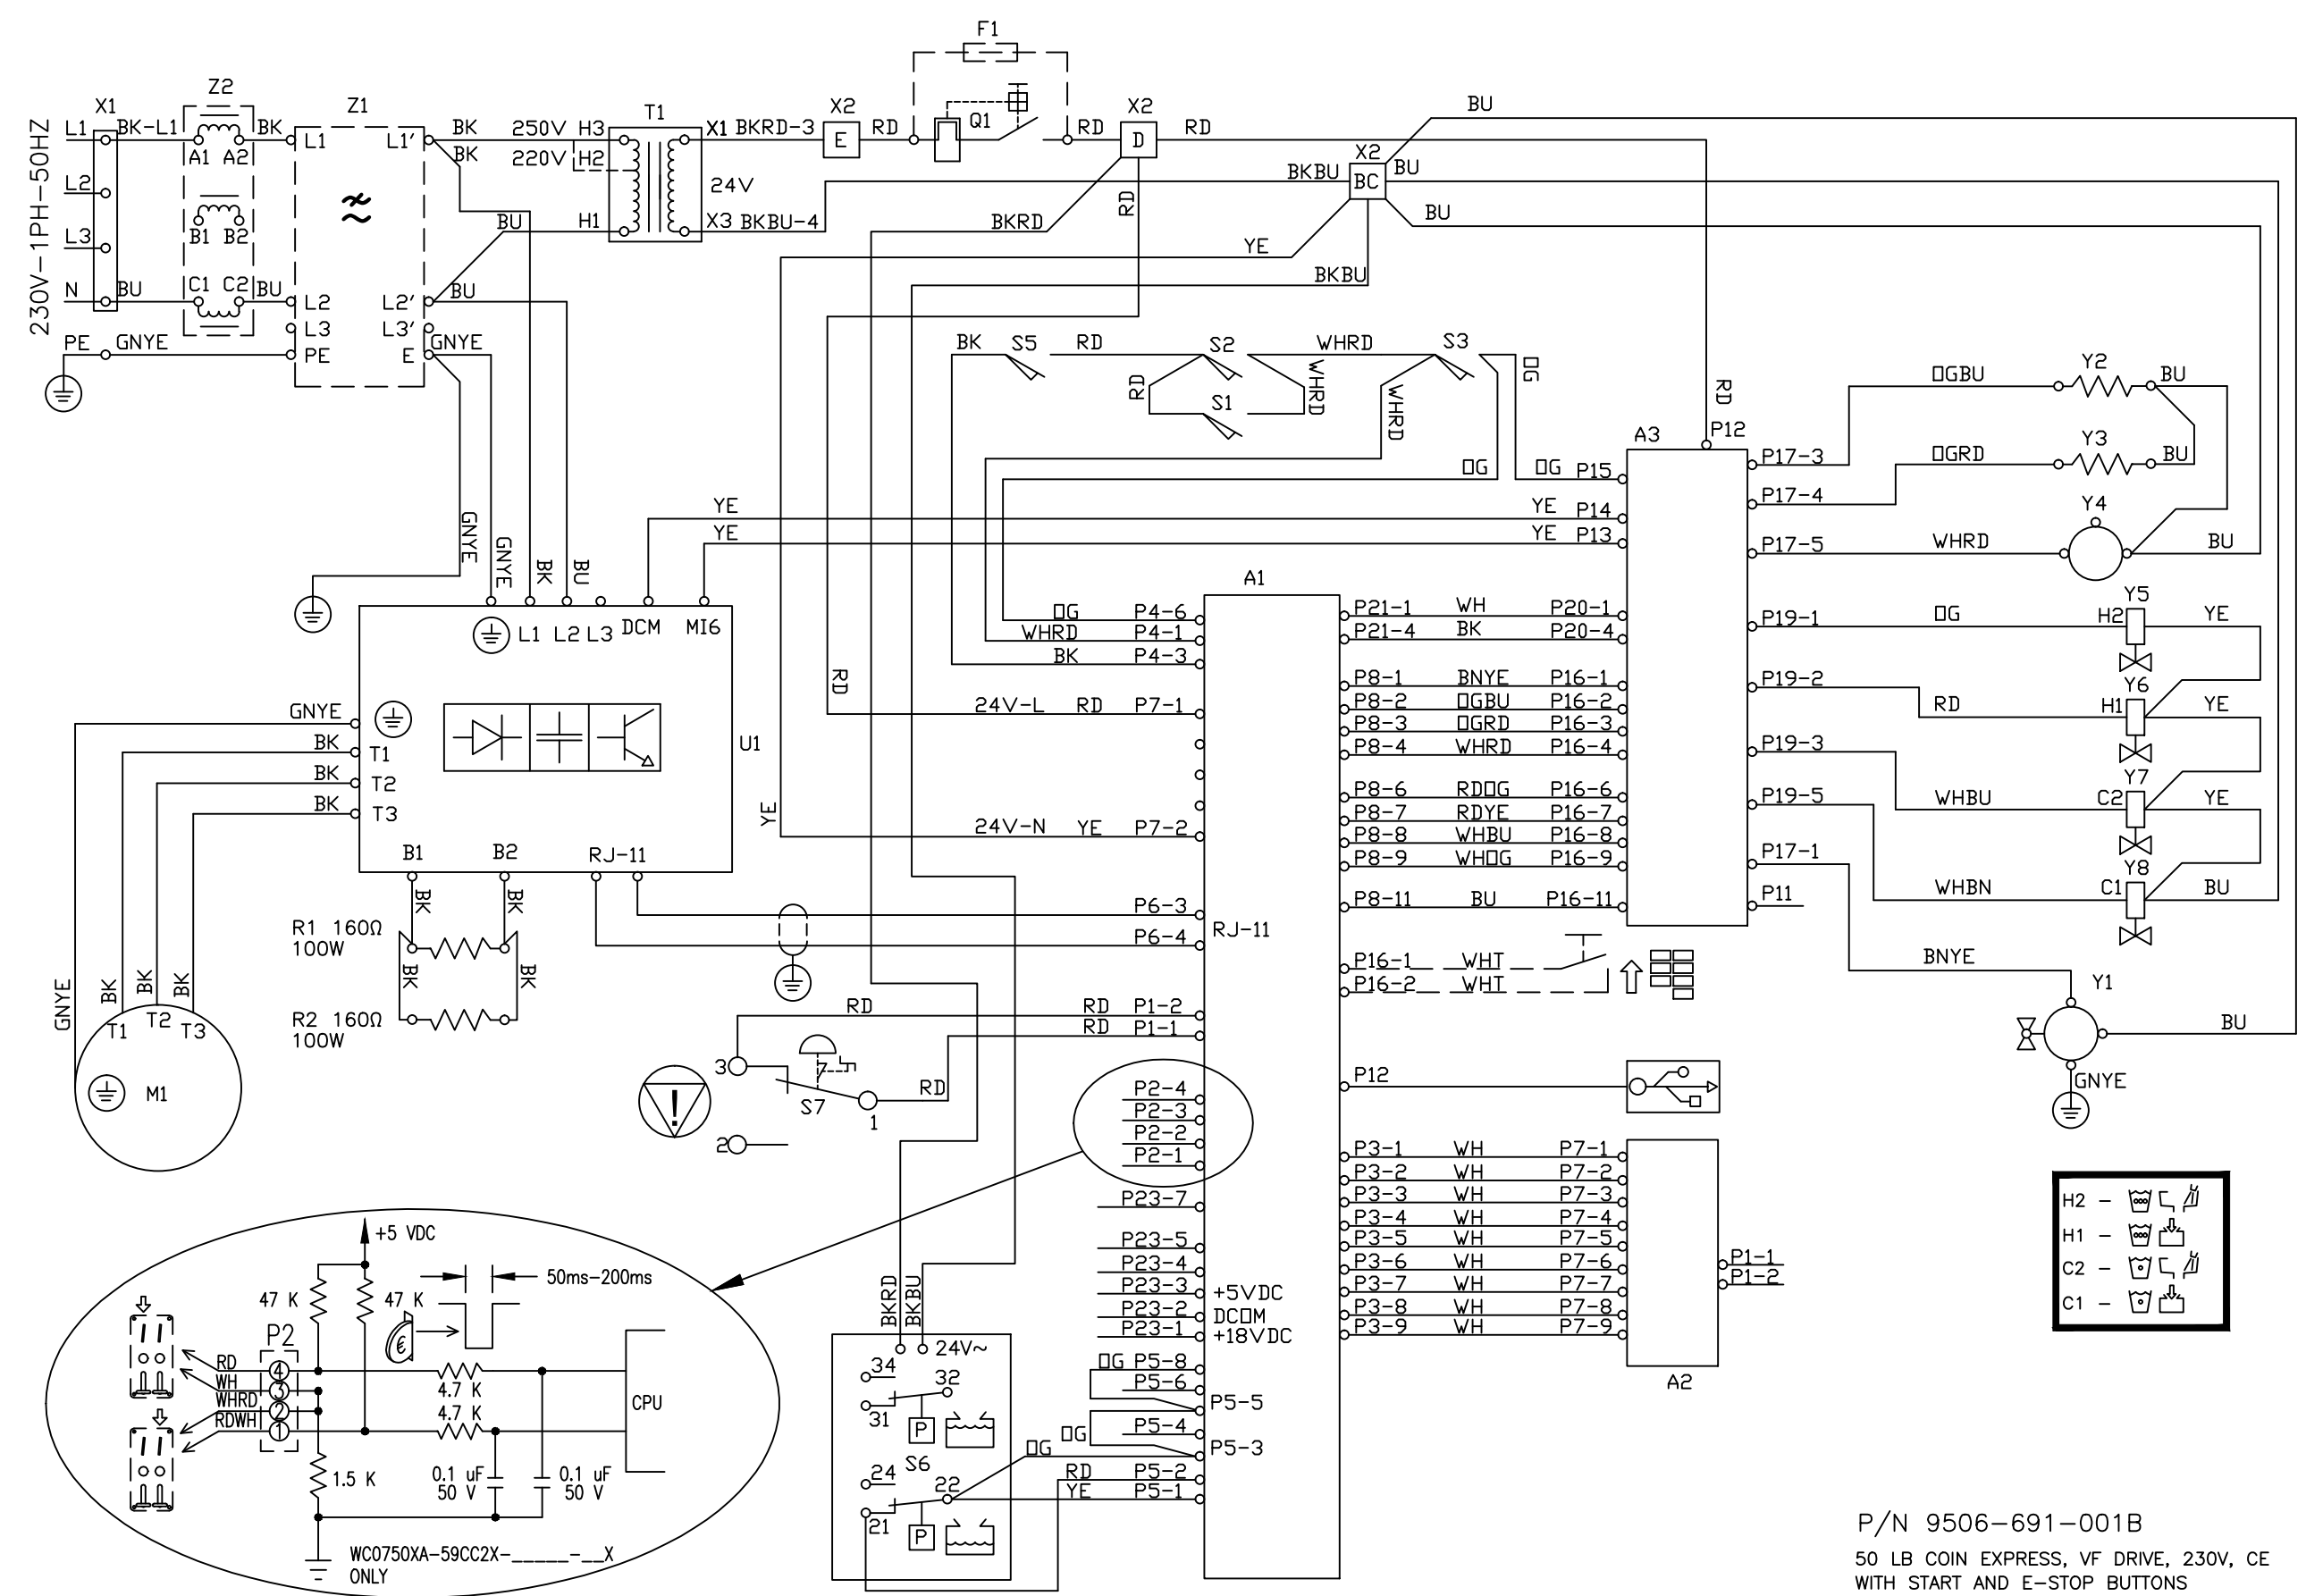 F1
Z2
X1
Z1
T1
X2
Q1
X2
BU
230V-1PH-50HZ
L1
BK-L1
BK
L1
L1'
BK
250V
H3
X1
BKRD-3
E
RD
RD
D
RD
A1
A2
BK
220V
H2
X2
L2
24V
BKBU
BC
BU
L3
B1
B2
BU
H1
X3
BKBU-4
BKRD
RD
BU
YE
N
BU
C1
C2
BU
L2
L2'
BU
BKBU
L3
L3'
PE
GNYE
PE
E
GNYE
BK
S5
RD
S2
WHRD
S3
OG
RD
S1
WHRD
WHRD
RD
OGBU
Y2
BU
A3
P12
OG
OG
P15
P17-3
OGRD
Y3
BU
YE
YE
P14
P17-4
Y4
YE
YE
P13
P17-5
WHRD
BU
GNYE
GNYE
BK
BU
A1
L1
L2
L3
DCM
MI6
OG
P4-6
WHRD
P4-1
BK
P4-3
P21-1
WH
P20-1
P21-4
BK
P20-4
P19-1
OG
H2
Y5
YE
P8-1
BNYE
P16-1
P8-2
OGBU
P16-2
P8-3
OGRD
P16-3
P8-4
WHRD
P16-4
P19-2
RD
H1
Y6
YE
RD
24V-L
RD
P7-1
GNYE
BK
T1
BK
T2
BK
T3
U1
P19-3
WHBU
C2
Y7
YE
P8-6
RDOG
P16-6
P8-7
RDYE
P16-7
P8-8
WHBU
P16-8
P8-9
WHOG
P16-9
P19-5
YE
24V-N
YE
P7-2
B1
B2
RJ-11
P17-1
WHBN
C1
Y8
BU
P8-11
BU
P16-11
P11
BK
BK
R1 160Ω
100W
P6-3
P6-4
RJ-11
BNYE
P16-1
WHT
P16-2
WHT
BK
BK
R2 160Ω
100W
GNYE
BK
BK
BK
T1
T2
T3
M1
RD
RD
P1-2
RD
P1-1
Y1
BU
3
S7
RD
1
2
!
P12
GNYE
P2-4
P2-3
P2-2
P2-1
P23-7
P23-5
P23-4
P23-3
+5VDC
P23-2
DCOM
P23-1
+18VDC
P3-1
WH
P7-1
P3-2
WH
P7-2
P3-3
WH
P7-3
P3-4
WH
P7-4
P3-5
WH
P7-5
P3-6
WH
P7-6
P3-7
WH
P7-7
P3-8
WH
P7-8
P3-9
WH
P7-9
P1-1
P1-2
A2
H2 -
H1 -
C2 -
C1 -
BKRD
BKBU
24V~
34
32
31
P
S6
24
22
21
P
OG
P5-8
P5-6
P5-5
OG
P5-4
P5-3
OG
RD
P5-2
YE
P5-1
+5 VDC
50ms-200ms
47 K
47 K
€
P2
RD
4
WH
3
WHRD
2
RDWH
1
4.7 K
4.7 K
CPU
1.5 K
0.1 uF
50 V
0.1 uF
50 V
WC0750XA-59CC2X-_____-__X
ONLY
P/N 9506-691-001B
50 LB COIN EXPRESS, VF DRIVE, 230V, CE
WITH START AND E-STOP BUTTONS